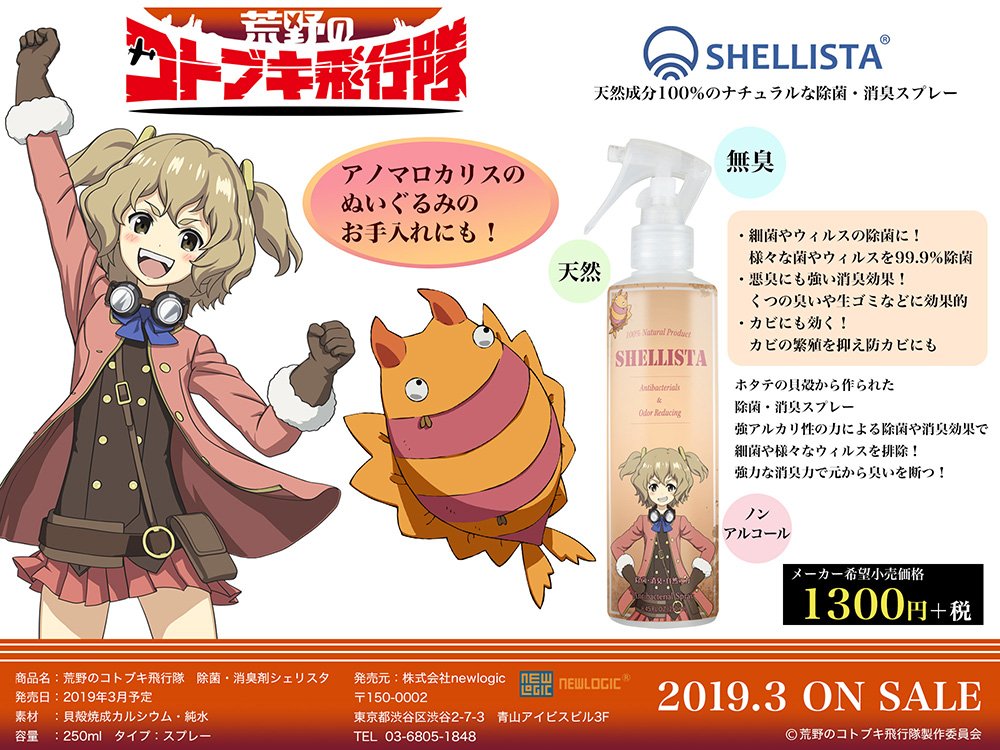 荒野の
コトブキ飛行隊
SHELLISTA®
天然成分100%のナチュラルな除菌・消臭スプレー
アノマロカリスの
ぬいぐるみの
お手入れにも！
無臭
天然
・細菌やウィルスの除菌に！
様々な菌やウィルスを99.9%除菌
・悪臭にも強い消臭効果！
くつの臭いや生ゴミなどに効果的
・カビにも効く！
カビの繁殖を抑え防カビにも
100% Natural Product
SHELLISTA
Antibacterials
&
Odor Reducing
ホタテの貝殻から作られた
除菌・消臭スプレー
強アルカリ性の力による除菌や消臭効果で
細菌や様々なウィルスを排除！
強力な消臭力で元から臭いを断つ！
ノン
アルコール
メーカー希望小売価格
1300円＋税
商品名：荒野のコトブキ飛行隊　除菌・消臭剤シェリスタ
発売日：2019年3月予定
素材　：貝殻焼成カルシウム・純水
容量　：250ml　タイプ：スプレー
発売元：株式会社newlogic
〒150-0002
東京都渋谷区渋谷2-7-3　青山アイビスビル3F
TEL　03-6805-1848
NEW
LOGIC
NEWLOGIC®
2019.3 ON SALE
©荒野のコトブキ飛行隊製作委員会